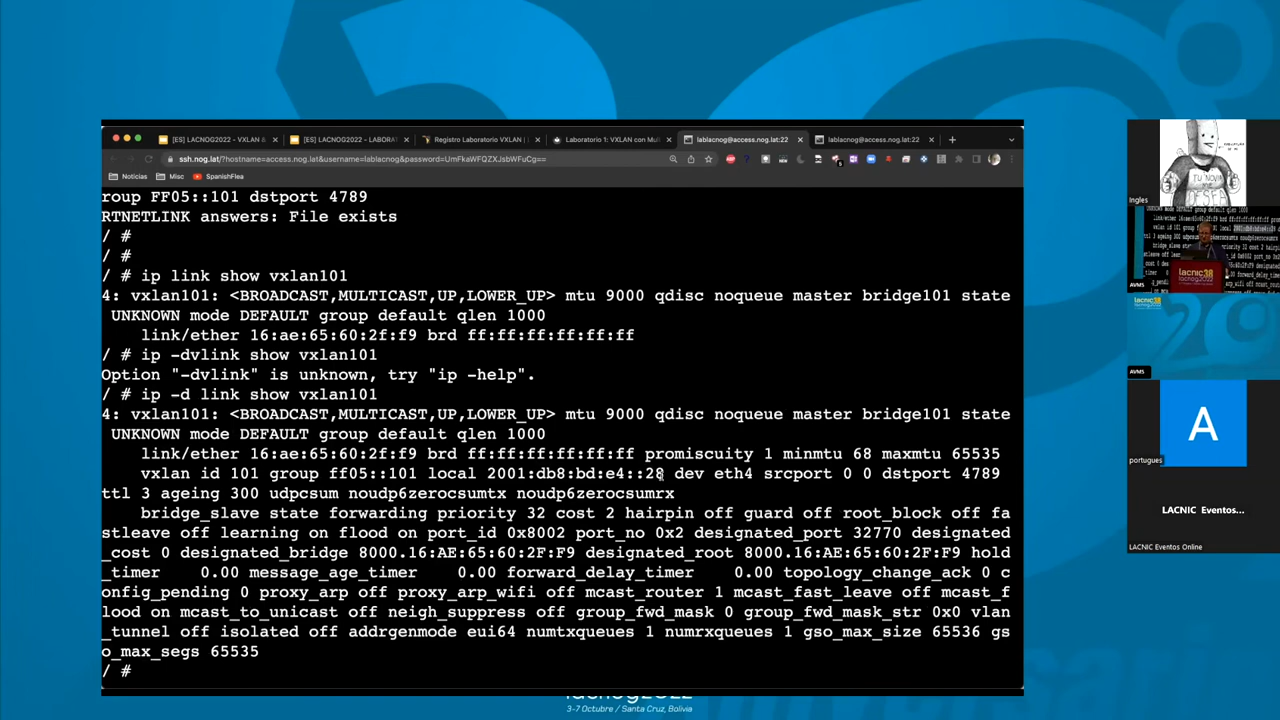 [ES] LACNOG2022 - VXLAN &
[ES] LACNOG2022 - LABORAT
Registro Laboratorio VXLAN |
Laboratorio 1: VXLAN con Mul
lablacnog@access.nog.lat:22
lablacnog@access.nog.lat:22
ssh.nog.lat/?hostname=access.nog.lat&username=lablacnog&password=UmFkaWFQZXJsbWFuCg==
Noticias
Misc
SpanishFlea
roup FF05::101 dstport 4789
RTNETLINK answers: File exists
/ #
/ #
/ # ip link show vxlan101
4: vxlan101: <BROADCAST,MULTICAST,UP,LOWER_UP> mtu 9000 qdisc noqueue master bridge101 state
UNKNOWN mode DEFAULT group default qlen 1000
link/ether 16:ae:65:60:2f:f9 brd ff:ff:ff:ff:ff:ff
/ # ip -dvlink show vxlan101
Option "-dvlink" is unknown, try "ip -help".
/ # ip -d link show vxlan101
4: vxlan101: <BROADCAST,MULTICAST,UP,LOWER_UP> mtu 9000 qdisc noqueue master bridge101 state
UNKNOWN mode DEFAULT group default qlen 1000
link/ether 16:ae:65:60:2f:f9 brd ff:ff:ff:ff:ff:ff promiscuity 1 minmtu 68 maxmtu 65535
vxlan id 101 group ff05::101 local 2001:db8:bd:e4::28 dev eth4 srcport 0 0 dstport 4789
ttl 3 ageing 300 udpcsum noudp6zerocsumtx noudp6zerocsumrx
bridge_slave state forwarding priority 32 cost 2 hairpin off guard off root_block off fa
stleave off learning on flood on port_id 0x8002 port_no 0x2 designated_port 32770 designated
_cost 0 designated_bridge 8000.16:AE:65:60:2F:F9 designated_root 8000.16:AE:65:60:2F:F9 hold
_timer 0.00 message_age_timer 0.00 forward_delay_timer 0.00 topology_change_ack 0 c
onfig_pending 0 proxy_arp off proxy_arp_wifi off mcast_router 1 mcast_fast_leave off mcast_f
lood on mcast_to_unicast off neigh_suppress off group_fwd_mask 0 group_fwd_mask_str 0x0 vlan
_tunnel off isolated off addrgenmode eui64 numtxqueues 1 numrxqueues 1 gso_max_size 65536 gs
o_max_segs 65535
/ #
lacnog2022
3-7 Octubre / Santa Cruz, Bolivia
TU NOVIA
ME
DESEA
Ingles
lacnic38
AVMS
AVMS
A
portugues
LACNIC Eventos...
LACNIC Eventos Online